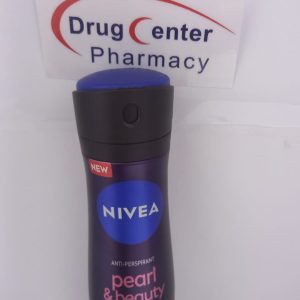 Drug Center
Pharmacy
NEW
NIVEA
ANTI-PERSPIRANT
pearl
& beauty